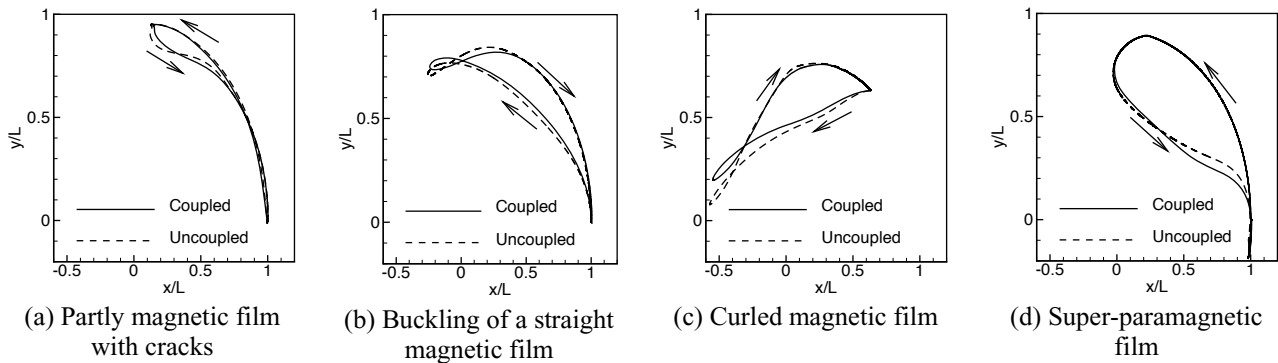 1
0.5
0
y/L
Coupled
Uncoupled
-0.5 0 0.5 1
x/L
(a) Partly magnetic film
with cracks
1
0.5
0
y/L
Coupled
Uncoupled
-0.5 0 0.5 1
x/L
(b) Buckling of a straight
magnetic film
1
0.5
0
y/L
Coupled
Uncoupled
-0.5 0 0.5 1
x/L
(c) Curled magnetic film
1
0.5
0
y/L
Coupled
Uncoupled
-0.5 0 0.5 1
x/L
(d) Super-paramagnetic
film